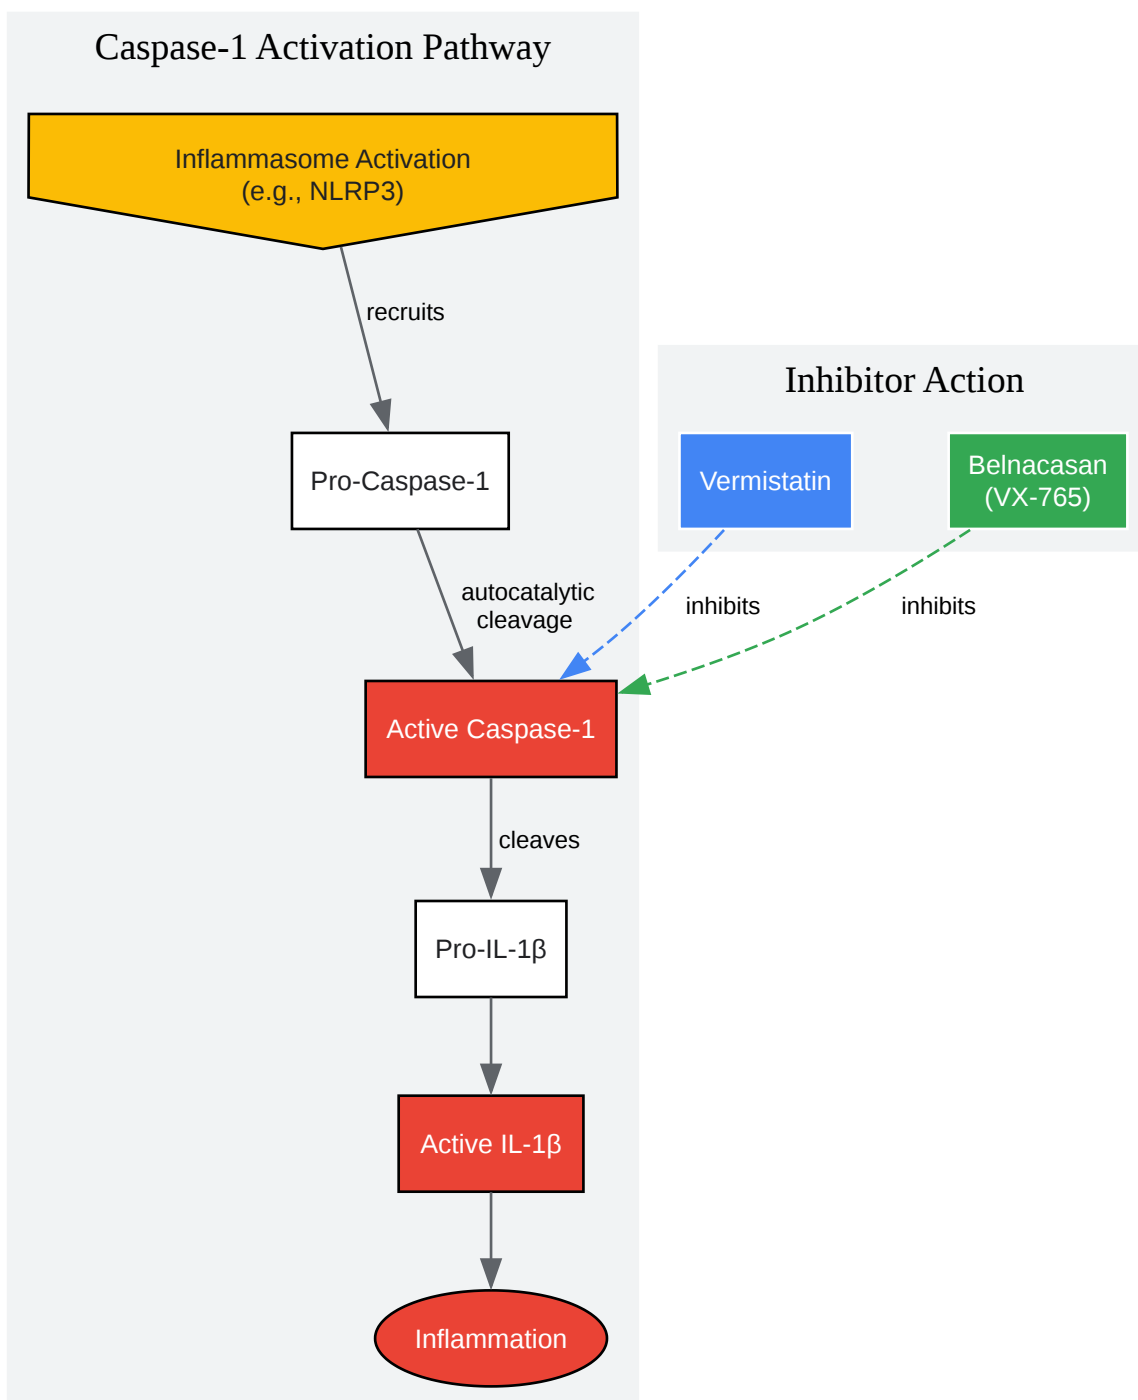 Caspase-1 Activation Pathway
Inflammasome Activation
(e.g., NLRP3)
recruits
Inhibitor Action
Pro-Caspase-1
Vermistatin
Belnacasan
(VX-765)
autocatalytic
cleavage
inhibits
inhibits
Active Caspase-1
cleaves
Pro-IL-1β
Active IL-1β
Inflammation